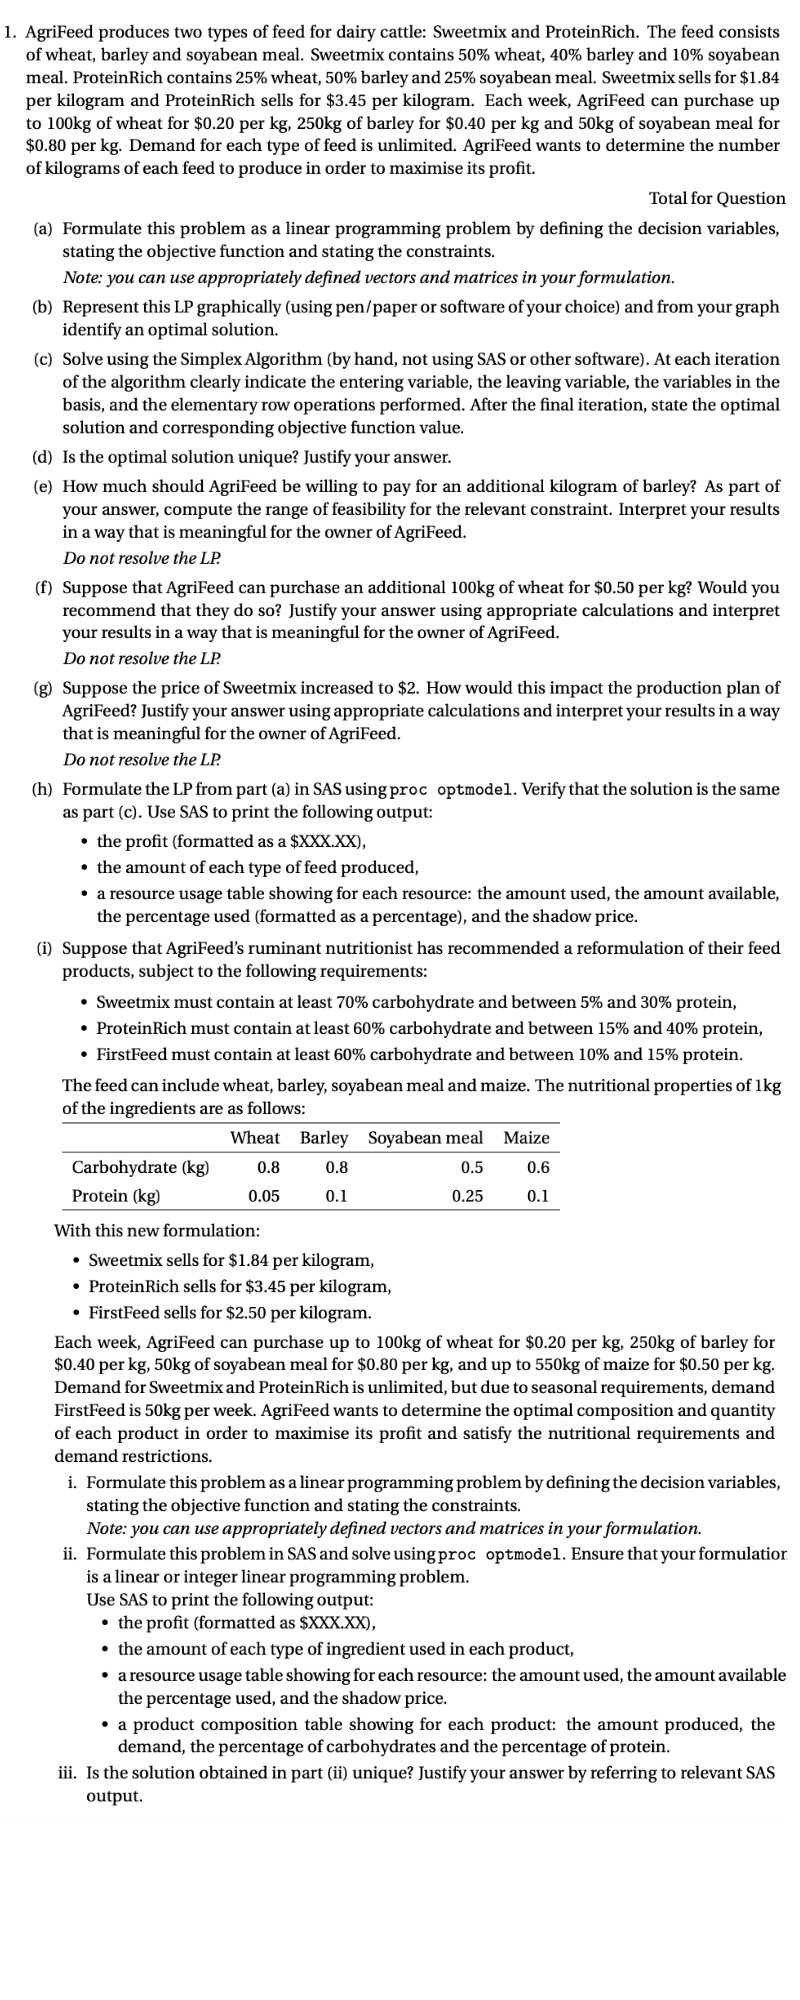 1. AgriFeed produces two types of feed for dairy cattle: Sweetmix and ProteinRich. The feed consists
of wheat, barley and soyabean meal. Sweetmix contains 50% wheat, 40% barley and 10% soyabean
meal. ProteinRich contains 25% wheat, 50% barley and 25% soyabean meal. Sweetmix sells for $1.84
per kilogram and ProteinRich sells for $3.45 per kilogram. Each week, AgriFeed can purchase up
to 100kg of wheat for $0.20 per kg, 250kg of barley for $0.40 per kg and 50kg of soyabean meal for
$0.80 per kg. Demand for each type of feed is unlimited. AgriFeed wants to determine the number
of kilograms of each feed to produce in order to maximise its profit.
Total for Question
(a) Formulate this problem as a linear programming problem by defining the decision variables,
stating the objective function and stating the constraints.
Note: you can use appropriately defined vectors and matrices in your formulation.
(b) Represent this LP graphically (using pen/paper or software of your choice) and from your graph
identify an optimal solution.
(c) Solve using the Simplex Algorithm (by hand, not using SAS or other software). At each iteration
of the algorithm clearly indicate the entering variable, the leaving variable, the variables in the
basis, and the elementary row operations performed. After the final iteration, state the optimal
solution and corresponding objective function value.
(d) Is the optimal solution unique? Justify your answer.
(e) How much should AgriFeed be willing to pay for an additional kilogram of barley? As part of
your answer, compute the range of feasibility for the relevant constraint. Interpret your results
in a way that is meaningful for the owner of AgriFeed.
Do not resolve the LP.
(f) Suppose that AgriFeed can purchase an additional 100kg of wheat for $0.50 per kg? Would you
recommend that they do so? Justify your answer using appropriate calculations and interpret
your results in a way that is meaningful for the owner of AgriFeed.
Do not resolve the LP.
(g) Suppose the price of Sweetmix increased to $2. How would this impact the production plan of
AgriFeed? Justify your answer using appropriate calculations and interpret your results in a way
that is meaningful for the owner of AgriFeed.
Do not resolve the LP.
(h) Formulate the LP from part (a) in SAS using proc optmodel. Verify that the solution is the same
as part (c). Use SAS to print the following output:
• the profit (formatted as a $XXX.XX),
• the amount of each type of feed produced,
• a resource usage table showing for each resource: the amount used, the amount available,
the percentage used (formatted as a percentage), and the shadow price.
(i) Suppose that AgriFeed's ruminant nutritionist has recommended a reformulation of their feed
products, subject to the following requirements:
• Sweetmix must contain at least 70% carbohydrate and between 5% and 30% protein,
• ProteinRich must contain at least 60% carbohydrate and between 15% and 40% protein,
• FirstFeed must contain at least 60% carbohydrate and between 10% and 15% protein.
The feed can include wheat, barley, soyabean meal and maize. The nutritional properties of 1kg
of the ingredients are as follows:
Wheat Barley Soyabean meal Maize
Carbohydrate (kg) 0.8 0.8 0.5 0.6
Protein (kg) 0.05 0.1 0.25 0.1
With this new formulation:
• Sweetmix sells for $1.84 per kilogram,
• ProteinRich sells for $3.45 per kilogram,
• FirstFeed sells for $2.50 per kilogram.
Each week, AgriFeed can purchase up to 100kg of wheat for $0.20 per kg, 250kg of barley for
$0.40 per kg, 50kg of soyabean meal for $0.80 per kg, and up to 550kg of maize for $0.50 per kg.
Demand for Sweetmix and ProteinRich is unlimited, but due to seasonal requirements, demand
FirstFeed is 50kg per week. AgriFeed wants to determine the optimal composition and quantity
of each product in order to maximise its profit and satisfy the nutritional requirements and
demand restrictions.
i. Formulate this problem as a linear programming problem by defining the decision variables,
stating the objective function and stating the constraints.
Note: you can use appropriately defined vectors and matrices in your formulation.
ii. Formulate this problem in SAS and solve using proc optmodel. Ensure that your formulation
is a linear or integer linear programming problem.
Use SAS to print the following output:
• the profit (formatted as $XXX.XX),
• the amount of each type of ingredient used in each product,
• a resource usage table showing for each resource: the amount used, the amount available
the percentage used, and the shadow price.
• a product composition table showing for each product: the amount produced, the
demand, the percentage of carbohydrates and the percentage of protein.
iii. Is the solution obtained in part (ii) unique? Justify your answer by referring to relevant SAS
output.